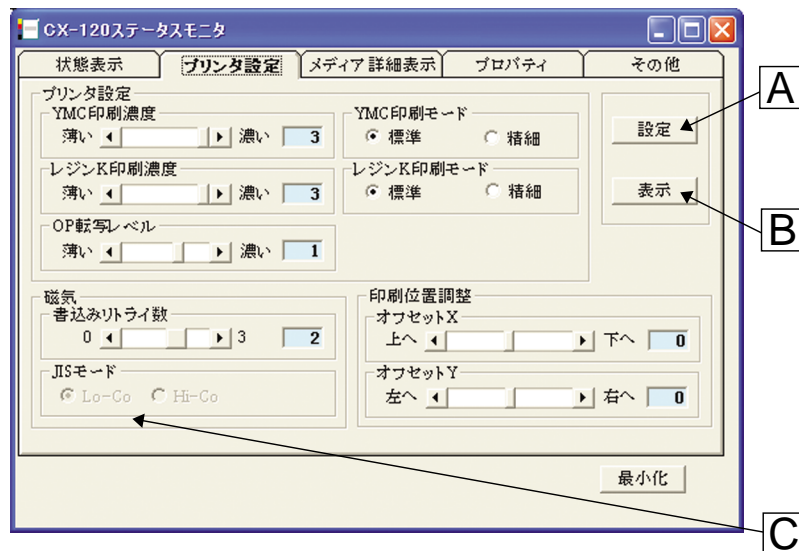 CX-120ステータスモニタ
状態表示 プリンタ設定 メディア詳細表示 プロパティ その他
プリンタ設定
YMC印刷濃度
薄い 濃い 3
YMC印刷モード
標準 精細
レジンK印刷濃度
薄い 濃い 3
レジンK印刷モード
標準 精細
OP転写レベル
薄い 濃い 1
設定
A
表示
B
磁気
書込みリトライ数
0 3 2
JISモード
Lo-Co Hi-Co
印刷位置調整
オフセットX
上へ 下へ 0
オフセットY
左へ 右へ 0
最小化
C